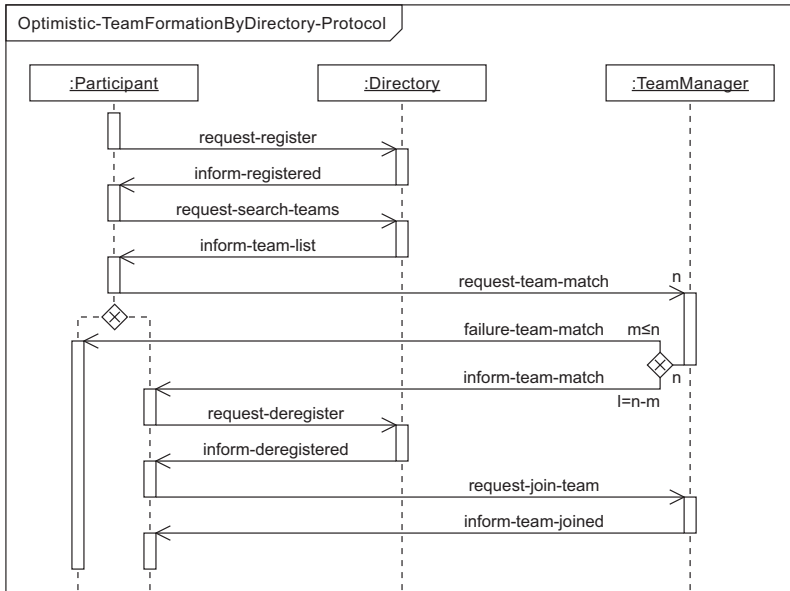 Optimistic-TeamFormationByDirectory-Protocol
:Participant
:Directory
:TeamManager
request-register
inform-registered
request-search-teams
inform-team-list
request-team-match n
failure-team-match m≤n
inform-team-match n
l=n-m
request-deregister
inform-deregistered
request-join-team
inform-team-joined